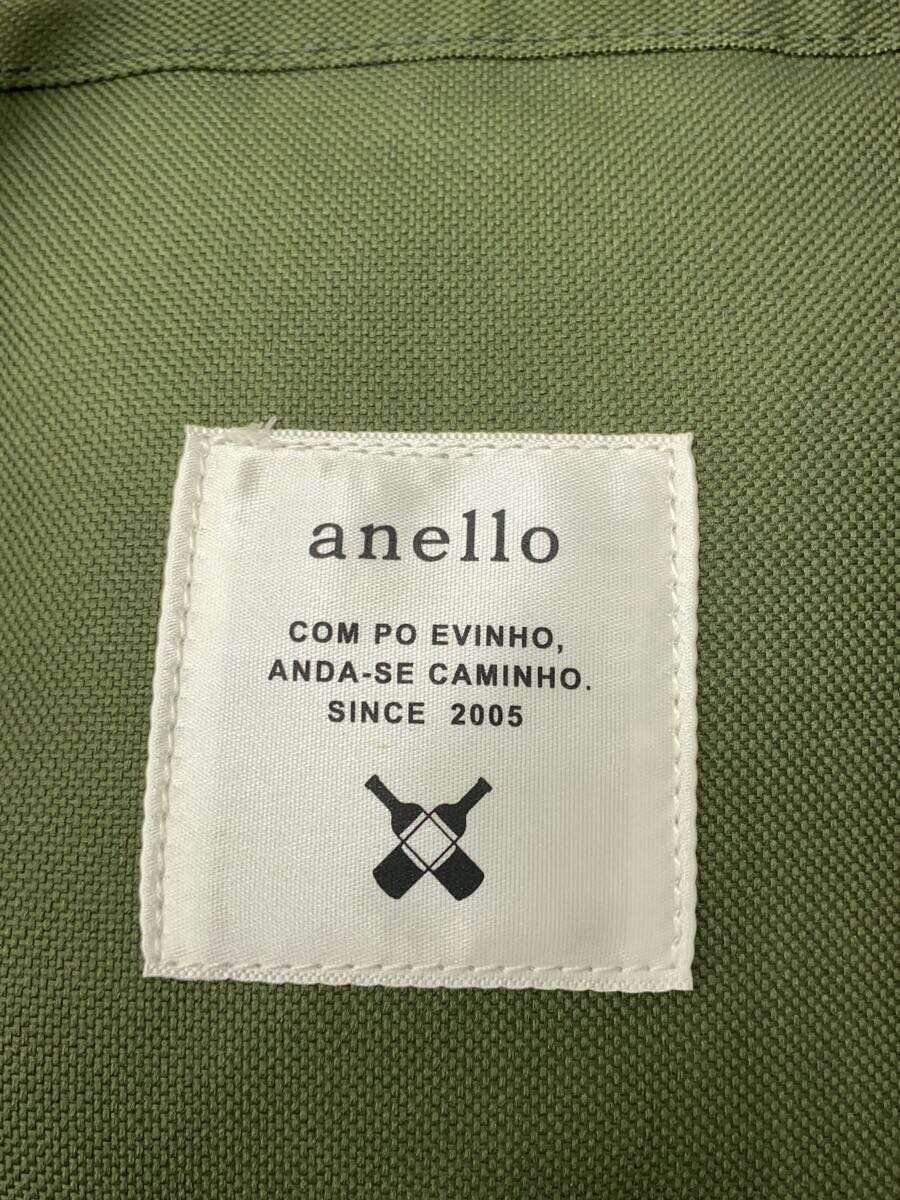 anello
COM PO EVINHO,
ANDA-SE CAMINHO.
SINCE 2005